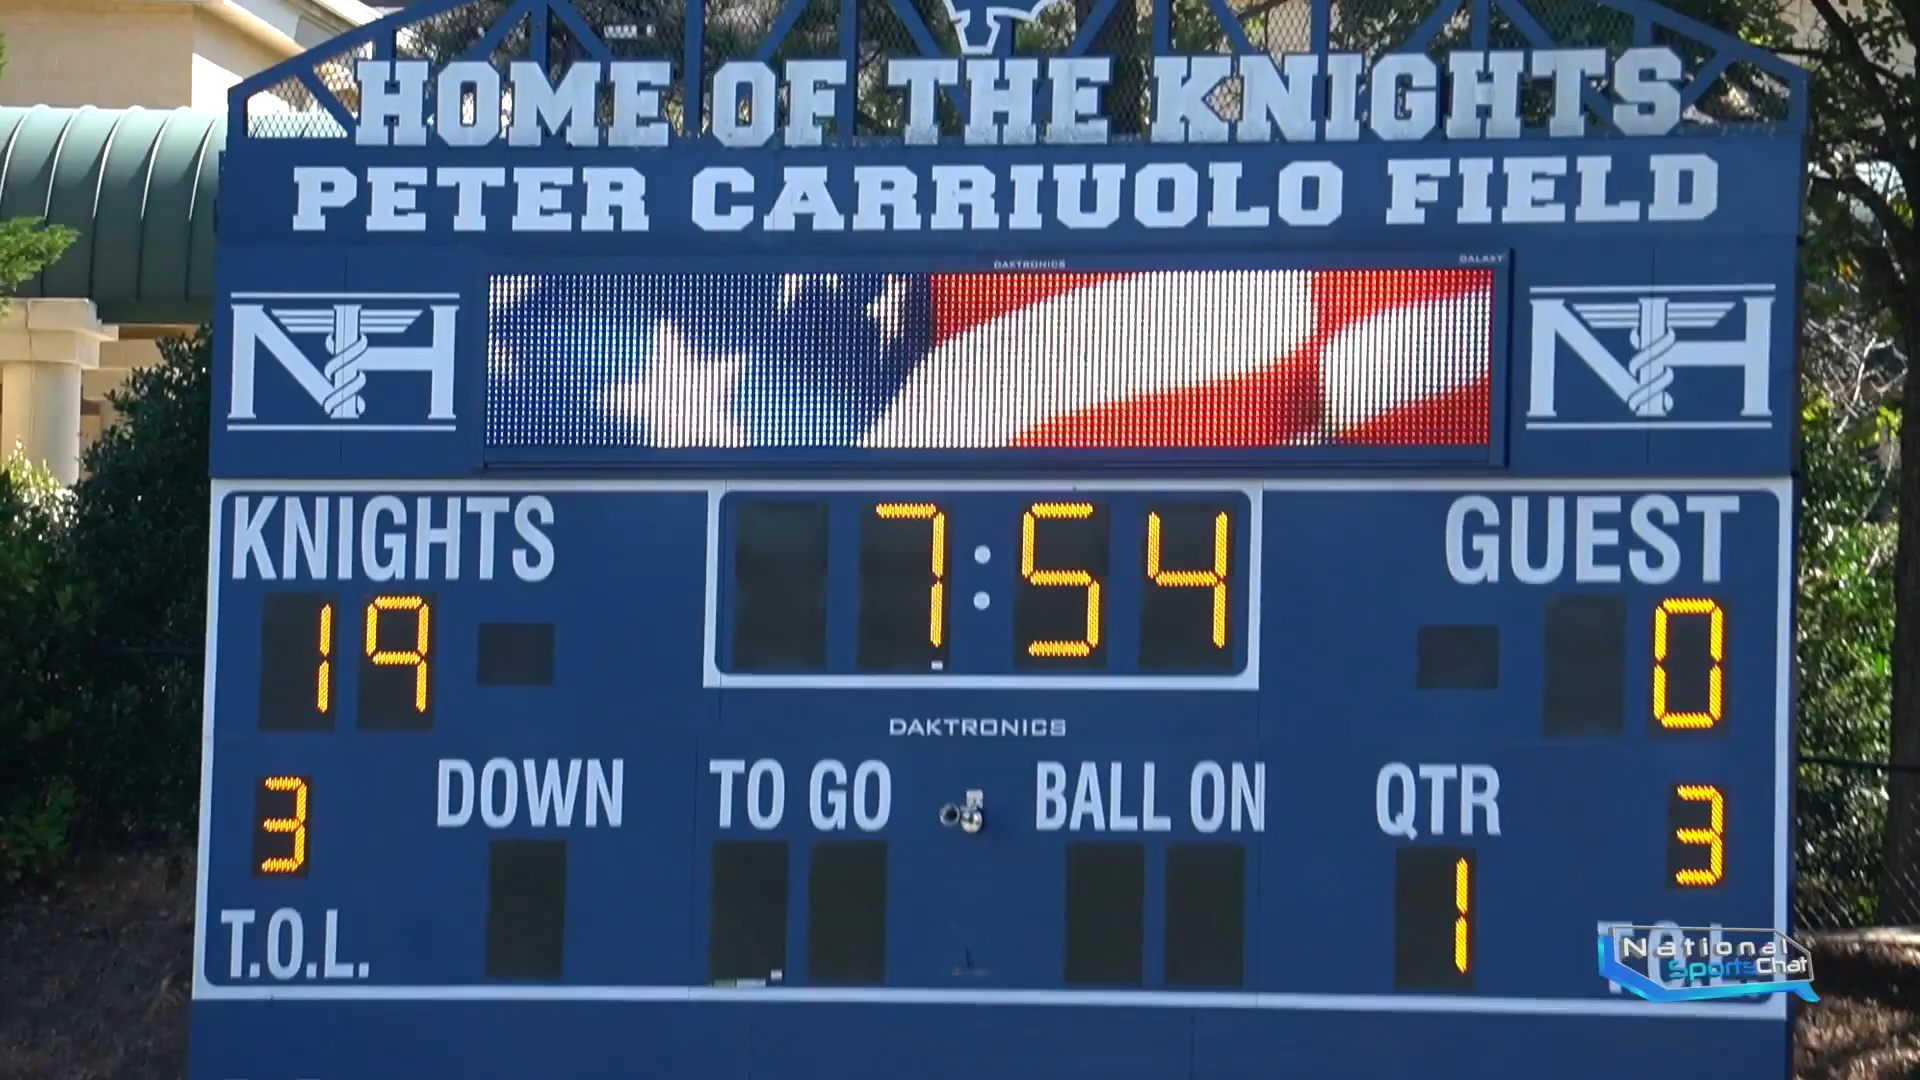 HOME OF THE KNIGHTS
PETER CARRIUOLO FIELD
DAKTRONICS GALAXY
NH NH
KNIGHTS 7:54 GUEST
19 0
DAKTRONICS
3 DOWN TO GO BALL ON QTR 3
1
T.O.L. T.O.L.
National
SportsChat